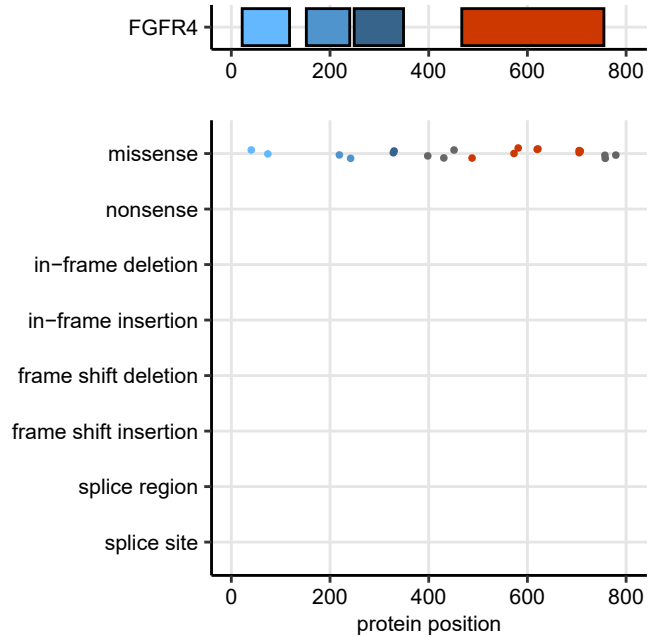 FGFR4
0 200 400 600 800
missense
nonsense
in−frame deletion
in−frame insertion
frame shift deletion
frame shift insertion
splice region
splice site
0 200 400 600 800
protein position